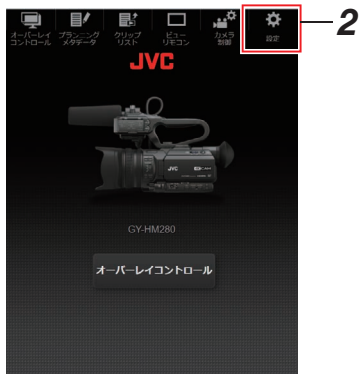 オーバーレイ
コントロール
プランニング
メタデータ
クリップ
リスト
ビュー
リモコン
カメラ
制御
設定
2
JVC
JVC
GY-HM280
オーバーレイコントロール